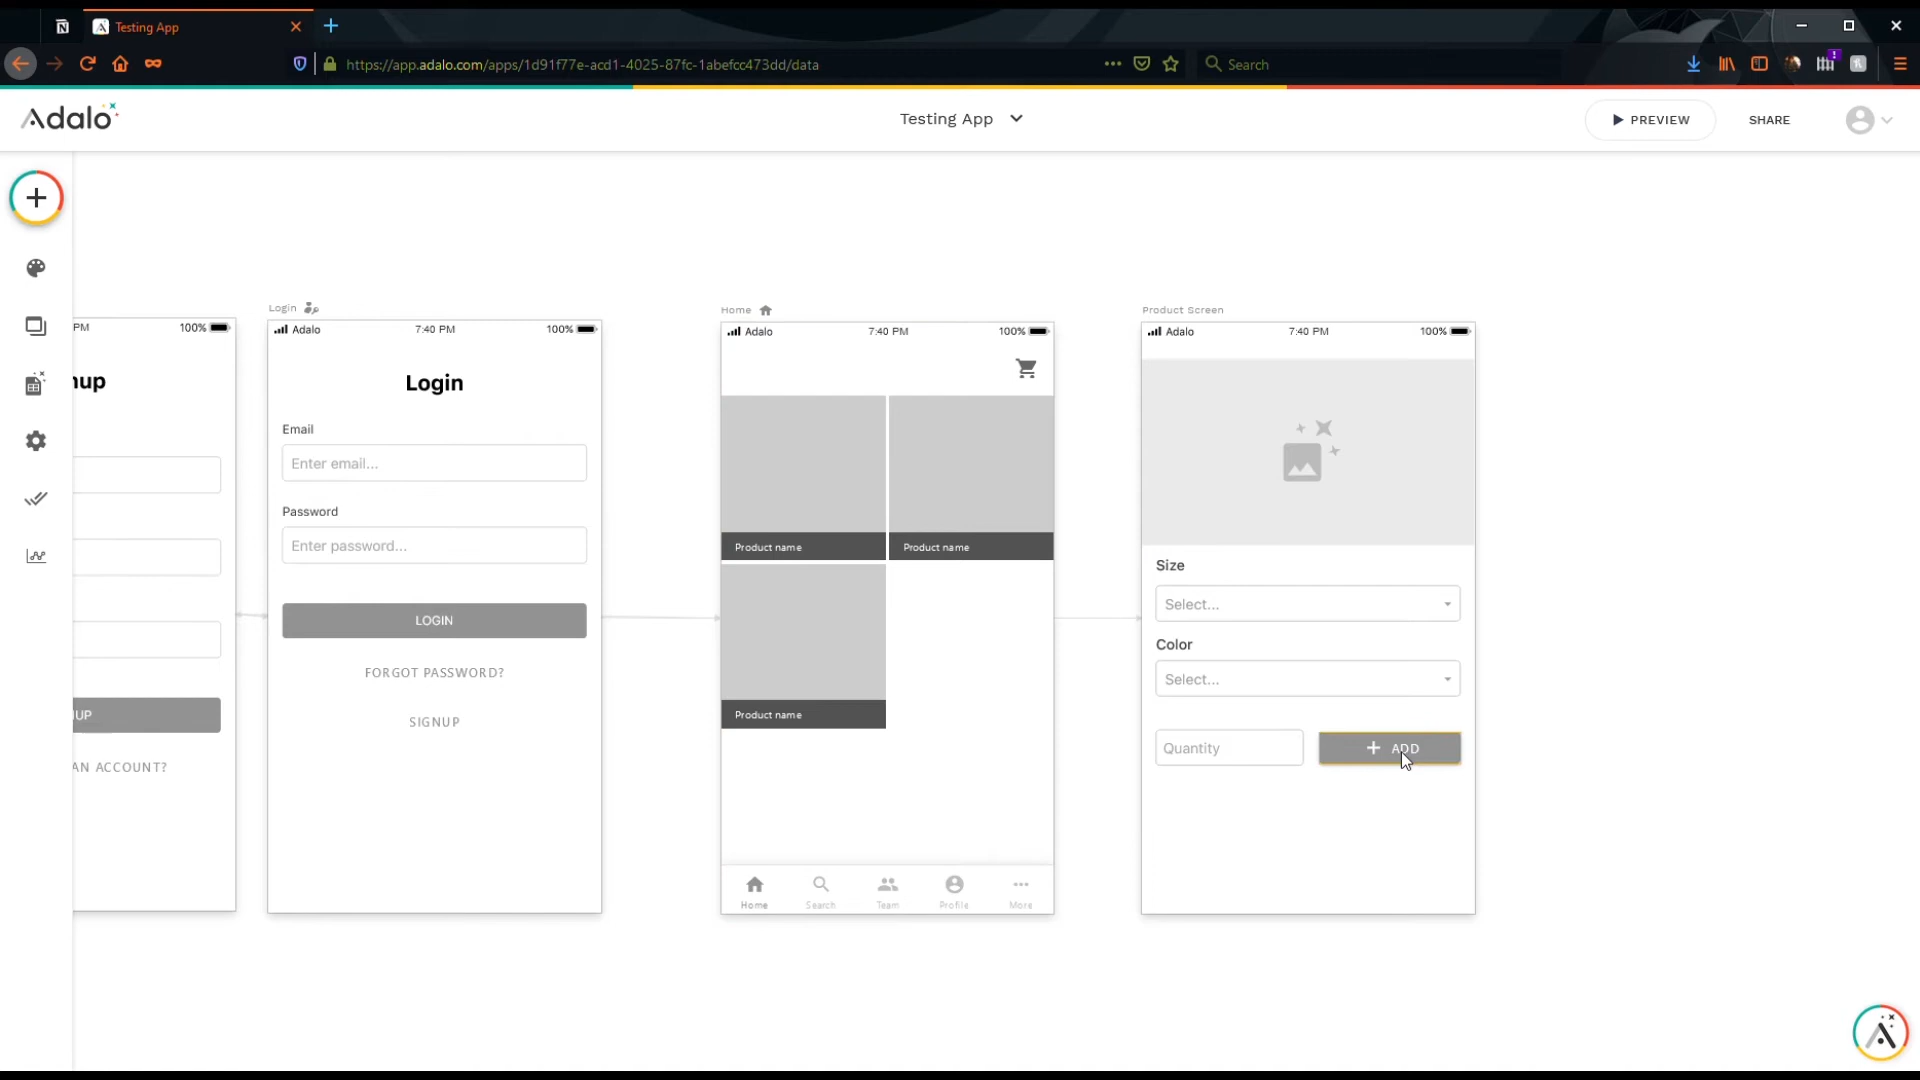 Testing App
https://app.adalo.com/apps/1d91f77e-acd1-4025-87fc-1abefcc473dd/data
Search
1
Adalo
Testing App
PREVIEW
SHARE
PM 100%
nup
UP
AN ACCOUNT?
Login
Adalo 7:40 PM 100%
Login
Email
Enter email...
Password
Enter password...
LOGIN
FORGOT PASSWORD?
SIGNUP
Home
Adalo 7:40 PM 100%
Product name
Product name
Product name
Home Search Team Profile More
Product Screen
Adalo 7:40 PM 100%
Size
Select...
Color
Select...
Quantity
ADD